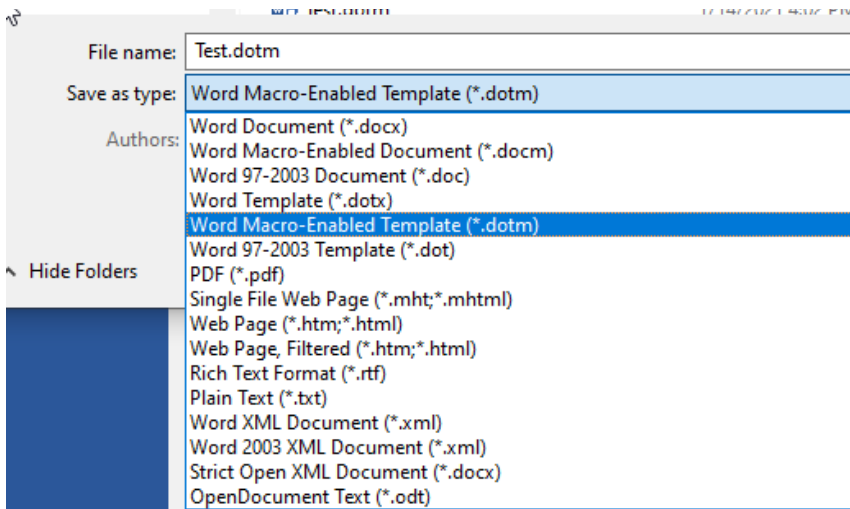 Test.dotm
File name: Test.dotm
Save as type: Word Macro-Enabled Template (*.dotm)
Authors:
Word Document (*.docx)
Word Macro-Enabled Document (*.docm)
Word 97-2003 Document (*.doc)
Word Template (*.dotx)
Word Macro-Enabled Template (*.dotm)
Word 97-2003 Template (*.dot)
Hide Folders
PDF (*.pdf)
Single File Web Page (*.mht;*.mhtml)
Web Page (*.htm;*.html)
Web Page, Filtered (*.htm;*.html)
Rich Text Format (*.rtf)
Plain Text (*.txt)
Word XML Document (*.xml)
Word 2003 XML Document (*.xml)
Strict Open XML Document (*.docx)
OpenDocument Text (*.odt)